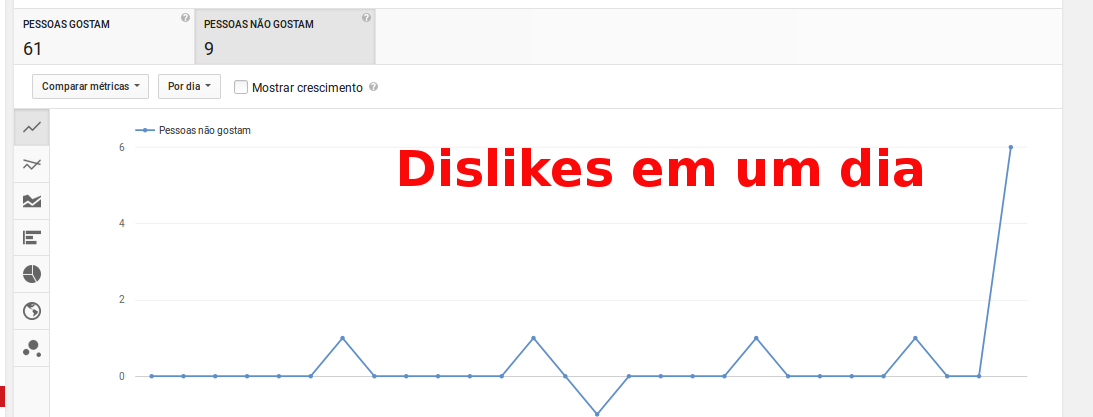 PESSOAS GOSTAM ?
61
PESSOAS NÃO GOSTAM ?
9
Comparar métricas
Por dia
Mostrar crescimento ?
Pessoas não gostam
Dislikes em um dia
6
4
2
0